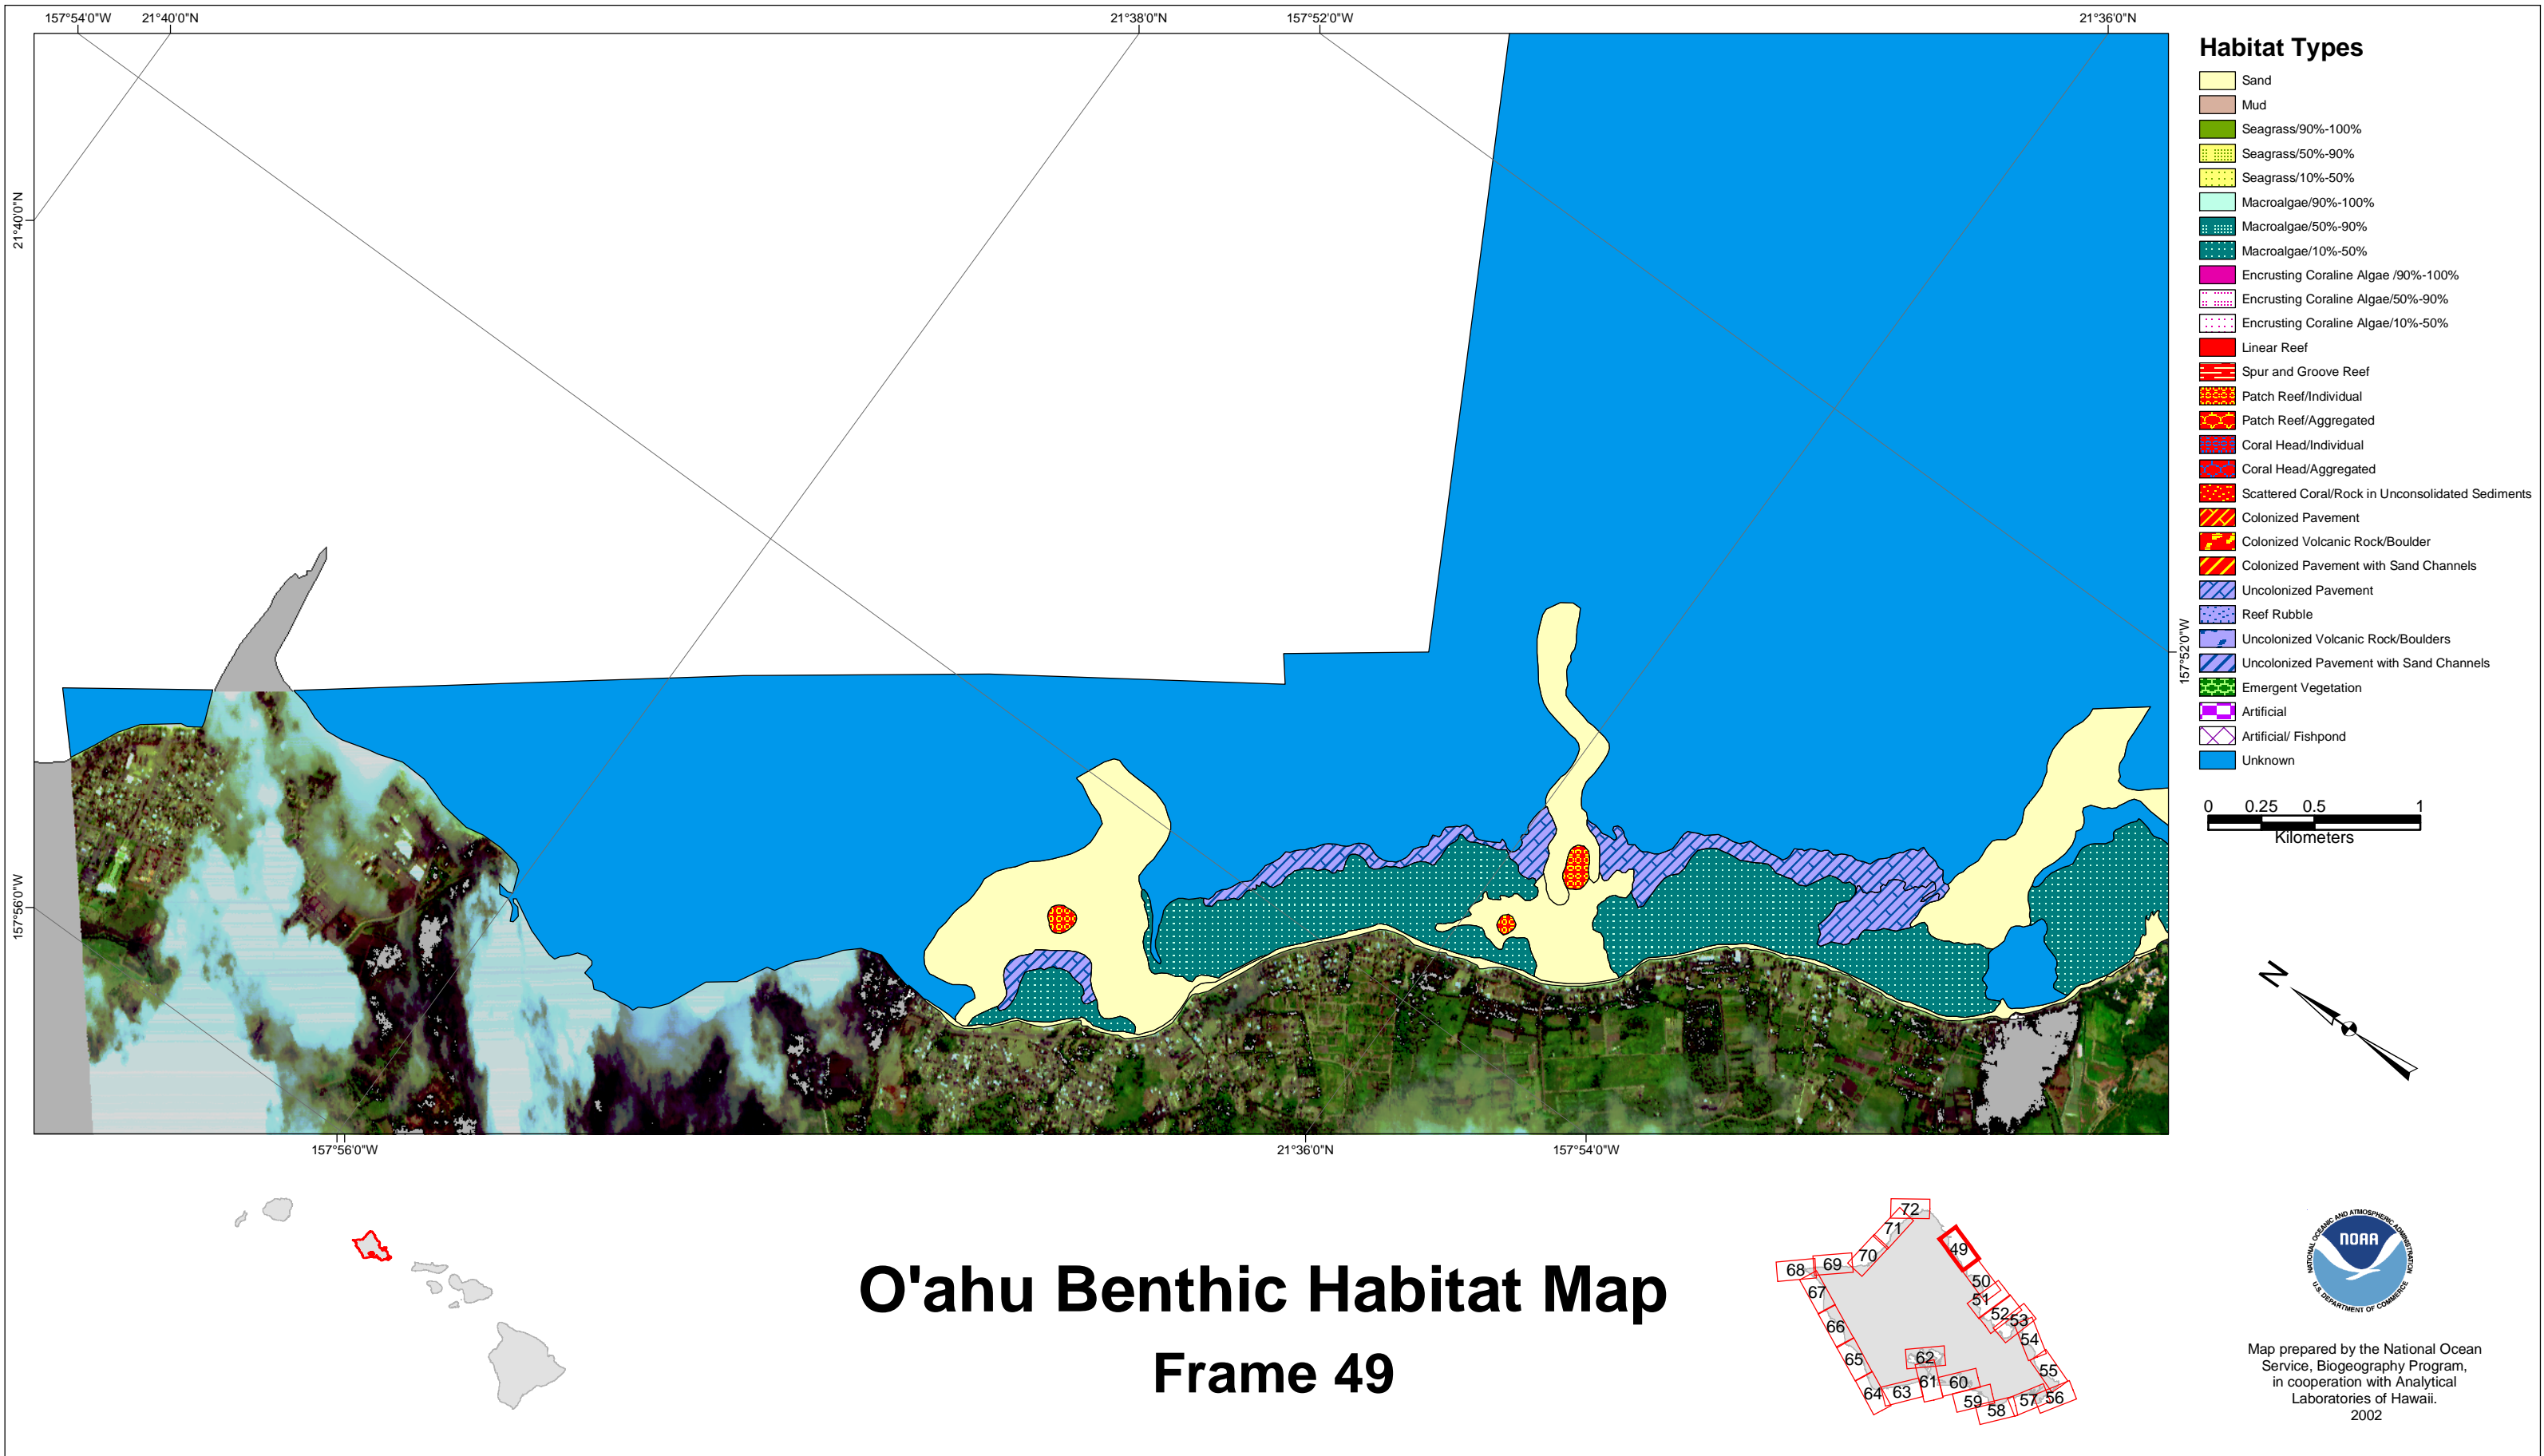 157°54'0"W
21°40'0"N
21°38'0"N
157°52'0"W
21°36'0"N
21°40'0"N
157°56'0"W
157°52'0"W
157°56'0"W
21°36'0"N
157°54'0"W
Habitat Types
Sand
Mud
Seagrass/90%-100%
Seagrass/50%-90%
Seagrass/10%-50%
Macroalgae/90%-100%
Macroalgae/50%-90%
Macroalgae/10%-50%
Encrusting Coraline Algae /90%-100%
Encrusting Coraline Algae/50%-90%
Encrusting Coraline Algae/10%-50%
Linear Reef
Spur and Groove Reef
Patch Reef/Individual
Patch Reef/Aggregated
Coral Head/Individual
Coral Head/Aggregated
Scattered Coral/Rock in Unconsolidated Sediments
Colonized Pavement
Colonized Volcanic Rock/Boulder
Colonized Pavement with Sand Channels
Uncolonized Pavement
Reef Rubble
Uncolonized Volcanic Rock/Boulders
Uncolonized Pavement with Sand Channels
Emergent Vegetation
Artificial
Artificial/ Fishpond
Unknown
0 0.25 0.5 1
Kilometers
N
O'ahu Benthic Habitat Map
Frame 49
72
71
70
69
68
67
66
65
64
63
62
61
60
59
58
57
56
55
54
53
52
51
50
49
NATIONAL OCEANIC AND ATMOSPHERIC ADMINISTRATION
NOAA
U.S. DEPARTMENT OF COMMERCE
Map prepared by the National Ocean
Service, Biogeography Program,
in cooperation with Analytical
Laboratories of Hawaii.
2002